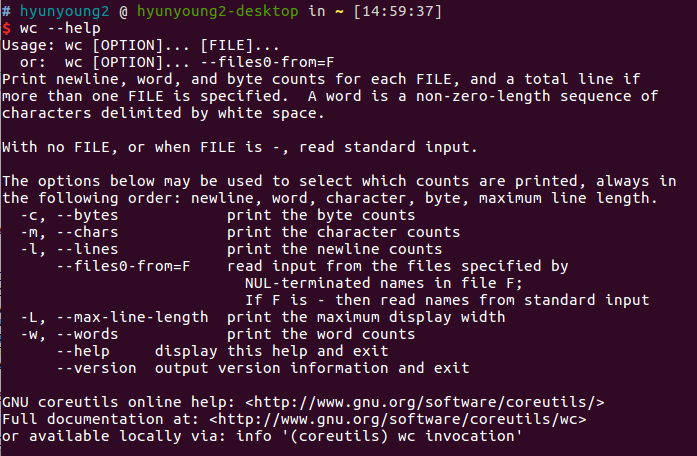 # hyunyoung2 @ hyunyoung2-desktop in ~ [14:59:37]
$ wc --help
Usage: wc [OPTION]... [FILE]...
  or:  wc [OPTION]... --files0-from=F
Print newline, word, and byte counts for each FILE, and a total line if
more than one FILE is specified.  A word is a non-zero-length sequence of
characters delimited by white space.

With no FILE, or when FILE is -, read standard input.

The options below may be used to select which counts are printed, always in
the following order: newline, word, character, byte, maximum line length.
  -c, --bytes            print the byte counts
  -m, --chars            print the character counts
  -l, --lines            print the newline counts
      --files0-from=F    read input from the files specified by
                           NUL-terminated names in file F;
                           If F is - then read names from standard input
  -L, --max-line-length  print the maximum display width
  -w, --words            print the word counts
      --help     display this help and exit
      --version  output version information and exit

GNU coreutils online help: <http://www.gnu.org/software/coreutils/>
Full documentation at: <http://www.gnu.org/software/coreutils/wc>
or available locally via: info '(coreutils) wc invocation'